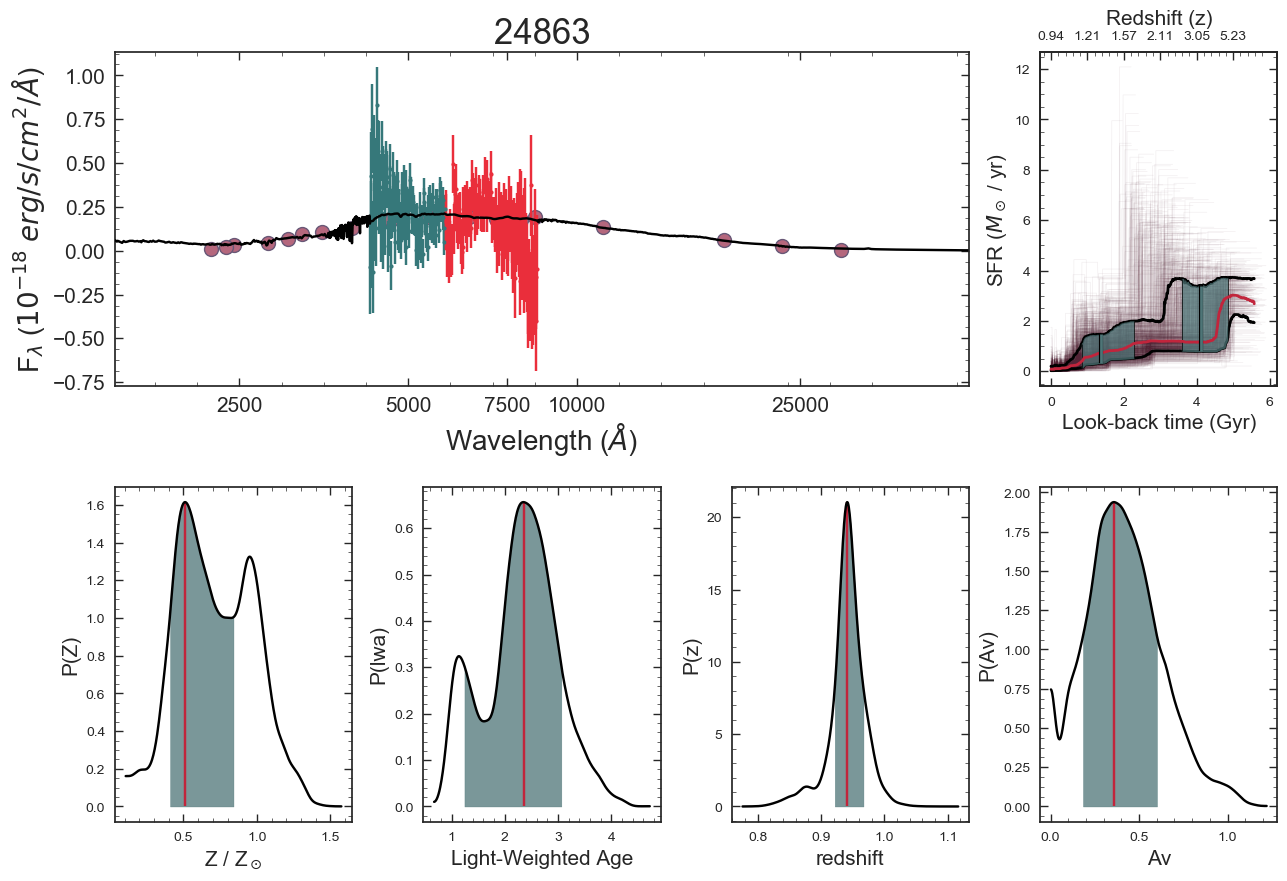 24863
F_λ (10^{-18} erg/s/cm^2/Å)
1.00
0.75
0.50
0.25
0.00
−0.25
−0.50
−0.75
2500 5000 7500 10000 25000
Wavelength (Å)
Redshift (z)
0.94 1.21 1.57 2.11 3.05 5.23
SFR (M_⊙ / yr)
12
10
8
6
4
2
0
0 2 4 6
Look-back time (Gyr)
P(Z)
1.6
1.4
1.2
1.0
0.8
0.6
0.4
0.2
0.0
0.5 1.0 1.5
Z / Z_⊙
P(lwa)
0.6
0.5
0.4
0.3
0.2
0.1
0.0
1 2 3 4
Light-Weighted Age
P(z)
20
15
10
5
0
0.8 0.9 1.0 1.1
redshift
P(Av)
2.00
1.75
1.50
1.25
1.00
0.75
0.50
0.25
0.00
0.0 0.5 1.0
Av